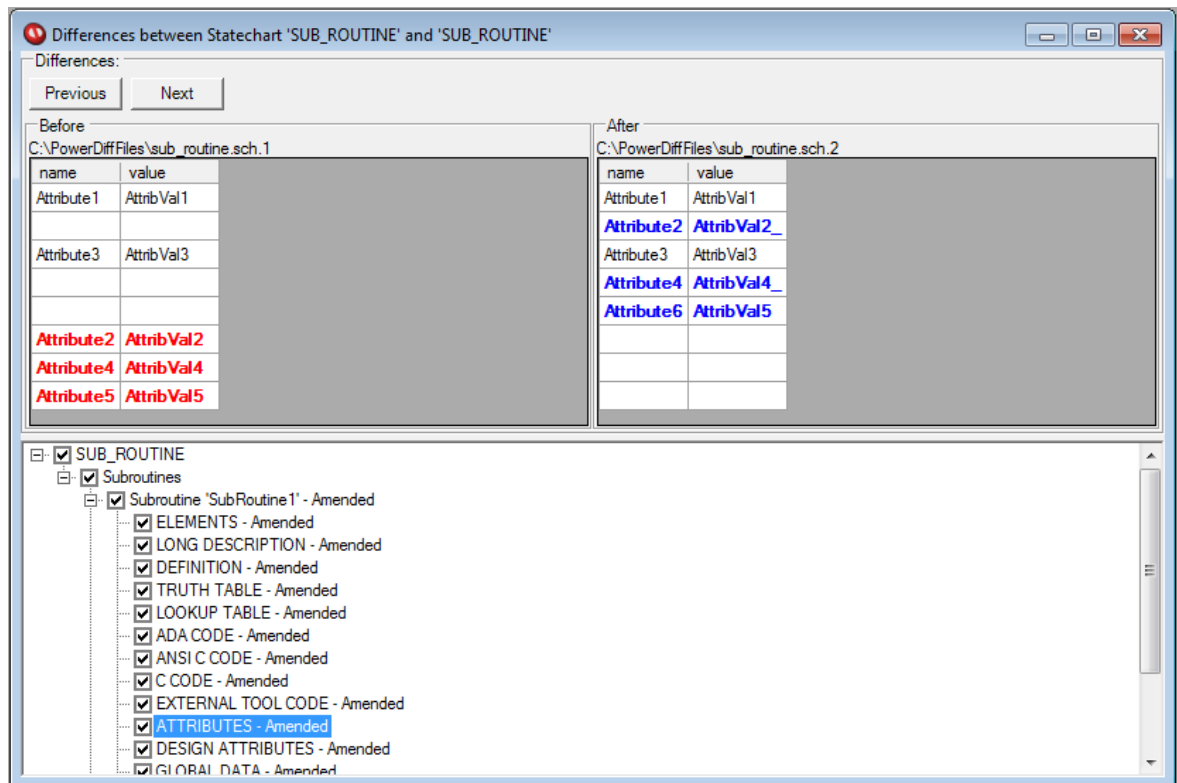 Differences between Statechart 'SUB_ROUTINE' and 'SUB_ROUTINE'
Differences:
Previous Next
Before
C:\PowerDiffFiles\sub_routine.sch.1
name value
Attribute1 AttribVal1
Attribute3 AttribVal3
Attribute2 AttribVal2
Attribute4 AttribVal4
Attribute5 AttribVal5
After
C:\PowerDiffFiles\sub_routine.sch.2
name value
Attribute1 AttribVal1
Attribute2 AttribVal2_
Attribute3 AttribVal3
Attribute4 AttribVal4_
Attribute6 AttribVal5
SUB_ROUTINE
Subroutines
Subroutine 'SubRoutine1' - Amended
ELEMENTS - Amended
LONG DESCRIPTION - Amended
DEFINITION - Amended
TRUTH TABLE - Amended
LOOKUP TABLE - Amended
ADA CODE - Amended
ANSI C CODE - Amended
C CODE - Amended
EXTERNAL TOOL CODE - Amended
ATTRIBUTES - Amended
DESIGN ATTRIBUTES - Amended
GLOBAL DATA - Amended